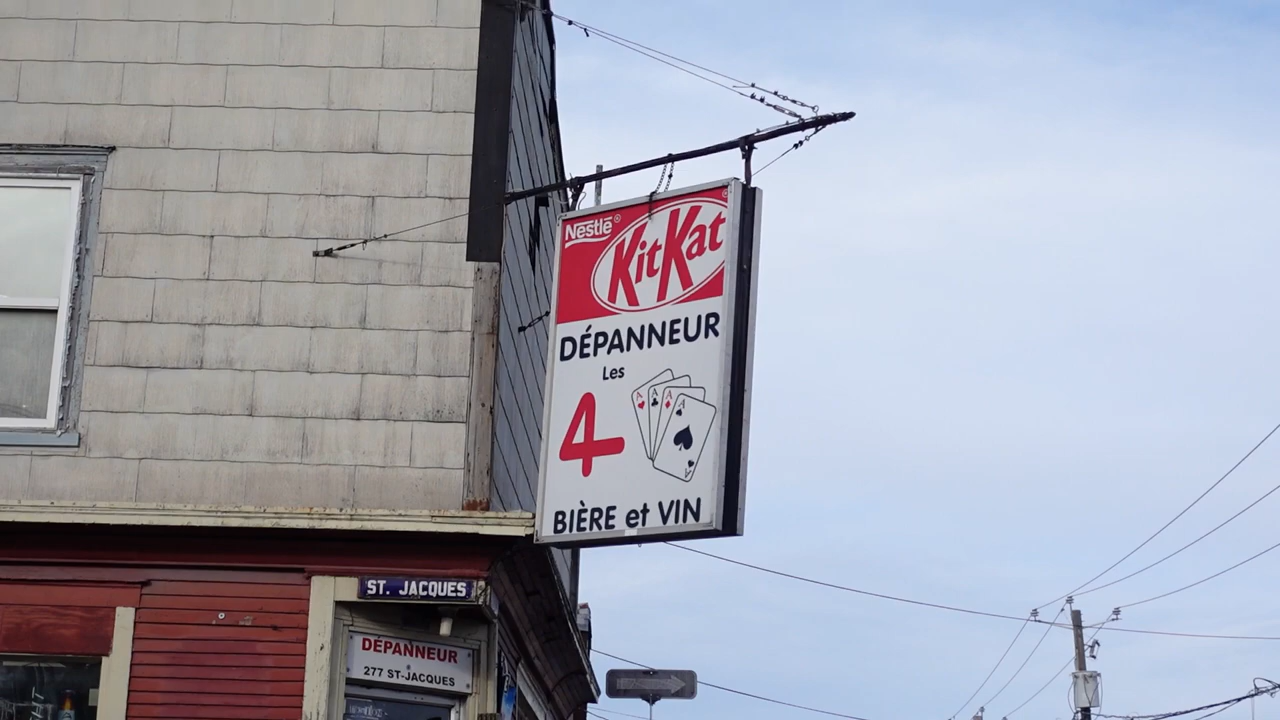 Nestlé®
KitKat
DÉPANNEUR
Les
4
A A A A
BIÈRE et VIN
ST. JACQUES
DÉPANNEUR
277 ST-JACQUES